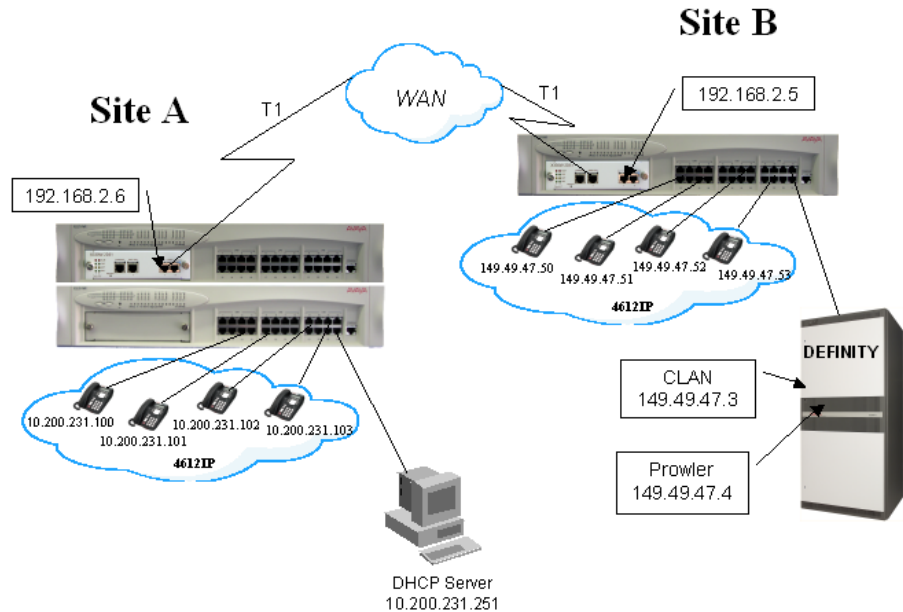 Site B
Site A
WAN
T1
T1
192.168.2.5
192.168.2.6
AVAYA
AVAYA
AVAYA
149.49.47.50
149.49.47.51
149.49.47.52
149.49.47.53
4612IP
DEFINITY
CLAN
149.49.47.3
Prowler
149.49.47.4
10.200.231.100
10.200.231.101
10.200.231.102
10.200.231.103
4612IP
DHCP Server
10.200.231.251